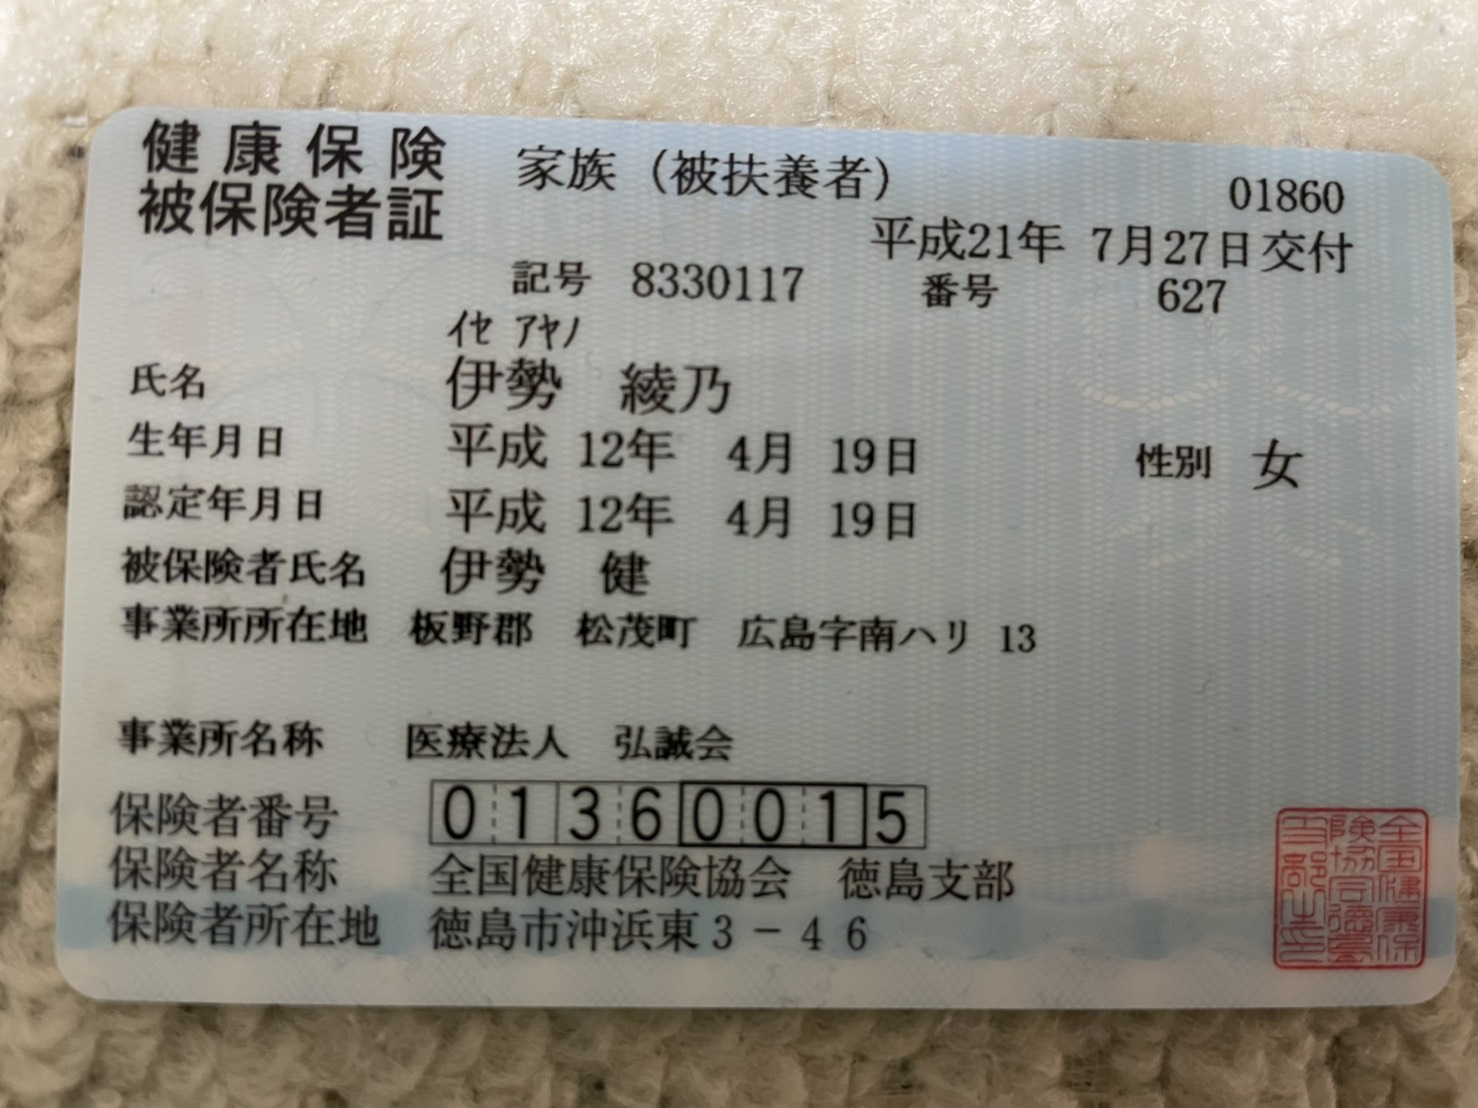 健康保険 家族（被扶養者） 01860
被保険者証
平成21年 7月27日交付
記号 8330117 番号 627
ｲｾ ｱﾔﾉ
氏名 伊勢 綾乃
生年月日 平成 12年 4月 19日 性別 女
認定年月日 平成 12年 4月 19日
被保険者氏名 伊勢 健
事業所所在地 板野郡 松茂町 広島字南ハリ 13
事業所名称 医療法人 弘誠会
保険者番号 01360015
保険者名称 全国健康保険協会 徳島支部
保険者所在地 徳島市沖浜東3－46